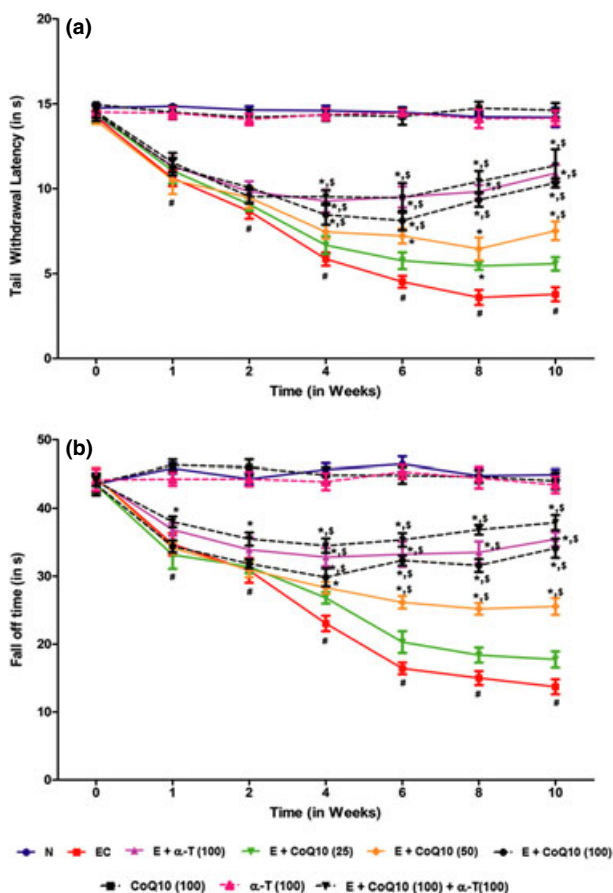 (a)
Tail Withdrawal Latency (in s)
20
15
10
5
0
*,$ *,$ *,$ *,$
*,$ *,$ *,$ *,$
*,$ *,$ *,$ *,$
* * *,$
*
# # # # # #
0 1 2 4 6 8 10
Time (in Weeks)
(b)
Fall off time (in s)
50
40
30
20
10
0
* * *,$ *,$ *,$ *,$
*,$ *,$ *,$ *,$
* *,$ *,$ *,$
*,$ *,$ *,$
# # # # # #
0 1 2 4 6 8 10
Time (in Weeks)
N EC E + α-T (100) E + CoQ10 (25) E + CoQ10 (50) E + CoQ10 (100)
CoQ10 (100) α-T (100) E + CoQ10 (100) + α-T(100)